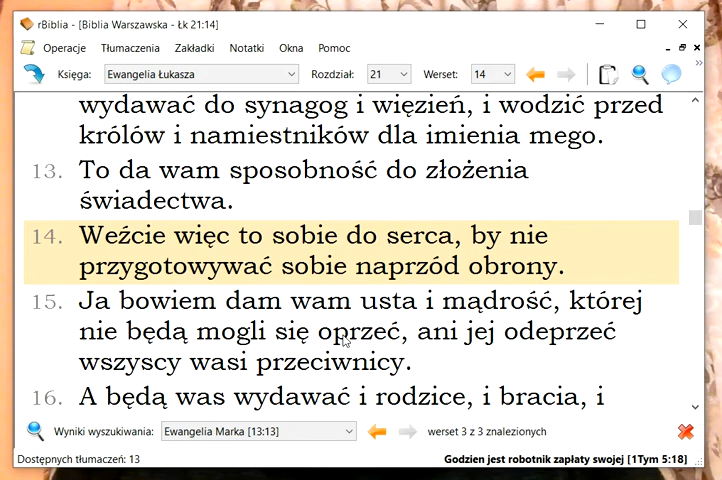 rBiblia - [Biblia Warszawska - Łk 21:14]
Operacje Tłumaczenia Zakładki Notatki Okna Pomoc
Księga: Ewangelia Łukasza Rozdział: 21 Werset: 14
wydawać do synagog i więzień, i wodzić przed
królów i namiestników dla imienia mego.
13. To da wam sposobność do złożenia
świadectwa.
14. Weźcie więc to sobie do serca, by nie
przygotowywać sobie naprzód obrony.
15. Ja bowiem dam wam usta i mądrość, której
nie będą mogli się oprzeć, ani jej odeprzeć
wszyscy wasi przeciwnicy.
16. A będą was wydawać i rodzice, i bracia, i
Wyniki wyszukiwania: Ewangelia Marka [13:13] werset 3 z 3 znalezionych
Dostępnych tłumaczeń: 13 Godzien jest robotnik zapłaty swojej [1Tym 5:18]